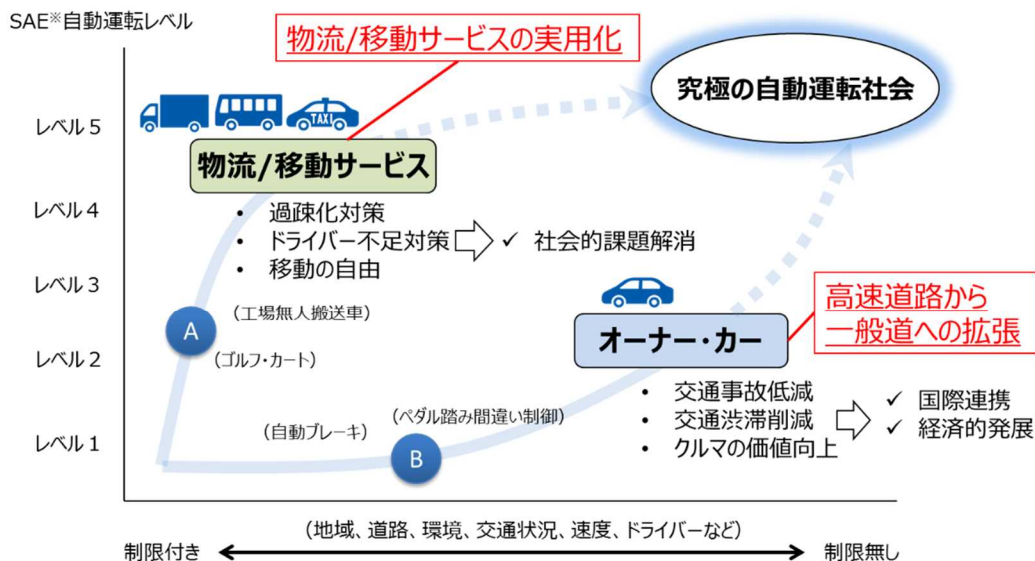 SAE※自動運転レベル
物流/移動サービスの実用化
究極の自動運転社会
TAXI
レベル5
物流/移動サービス
レベル4
• 過疎化対策
• ドライバー不足対策
• 移動の自由
✓ 社会的課題解消
レベル3
A
(工場無人搬送車)
(ゴルフ・カート)
高速道路から
一般道への拡張
オーナー・カー
レベル2
• 交通事故低減
• 交通渋滞削減
• クルマの価値向上
✓ 国際連携
✓ 経済的発展
(ペダル踏み間違い制御)
(自動ブレーキ)
レベル1
B
(地域、道路、環境、交通状況、速度、ドライバーなど)
制限付き
制限無し